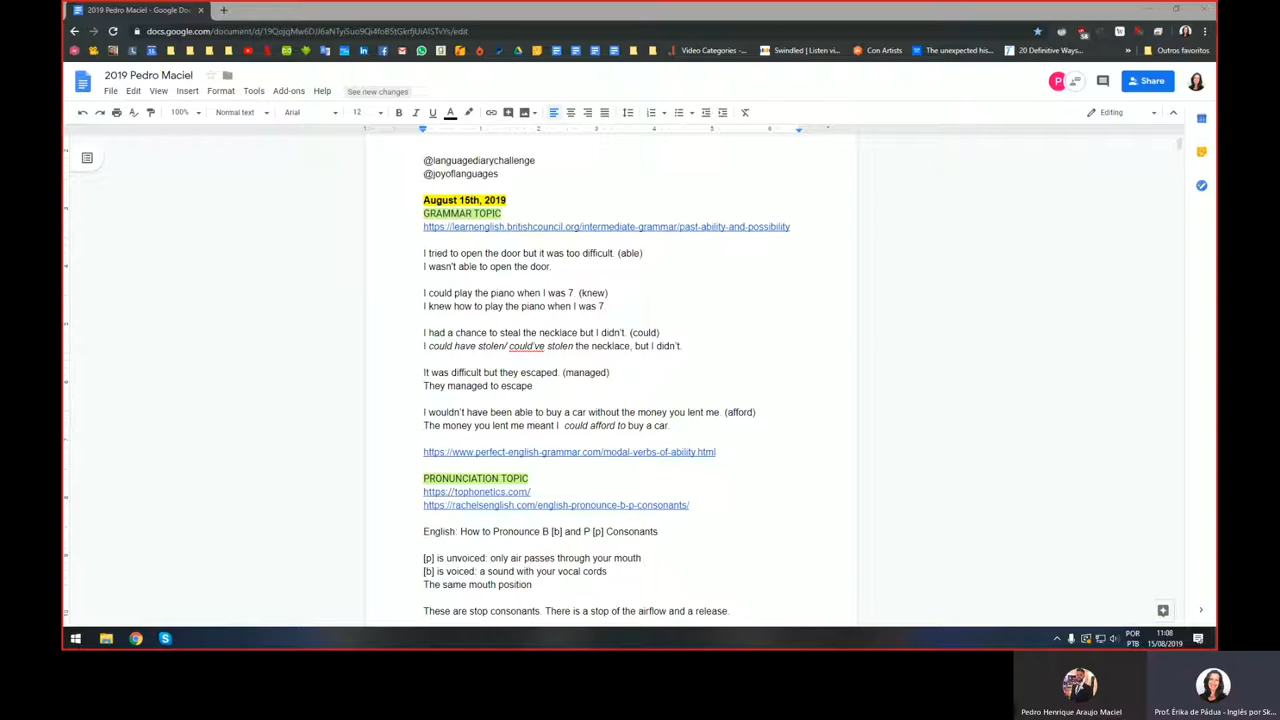 2019 Pedro Maciel - Google Doc
docs.google.com/document/d/19QojqMw6DJJ6aNTyiSuo9Qi4foB5tGkrfjUiAISTvYs/edit
Video Categories -...
Swindled | Listen vi...
Con Artists
The unexpected his...
20 Definitive Ways...
Outros favoritos
2019 Pedro Maciel
File Edit View Insert Format Tools Add-ons Help See new changes
Share
100% Normal text Arial 12
Editing
@languagediarychallenge
@joyoflanguages
August 15th, 2019
GRAMMAR TOPIC
https://learnenglish.britishcouncil.org/intermediate-grammar/past-ability-and-possibility
I tried to open the door but it was too difficult. (able)
I wasn't able to open the door.
I could play the piano when I was 7 (knew)
I knew how to play the piano when I was 7
I had a chance to steal the necklace but I didn't. (could)
I could have stolen/ could've stolen the necklace, but I didn't.
It was difficult but they escaped. (managed)
They managed to escape
I wouldn't have been able to buy a car without the money you lent me. (afford)
The money you lent me meant I could afford to buy a car.
https://www.perfect-english-grammar.com/modal-verbs-of-ability.html
PRONUNCIATION TOPIC
https://tophonetics.com/
https://rachelsenglish.com/english-pronounce-b-p-consonants/
English: How to Pronounce B [b] and P [p] Consonants
[p] is unvoiced: only air passes through your mouth
[b] is voiced: a sound with your vocal cords
The same mouth position
These are stop consonants. There is a stop of the airflow and a release.
POR
PTB
11:08
15/08/2019
Pedro Henrique Araujo Maciel
Prof. Érika de Pádua - Inglês por Sk...